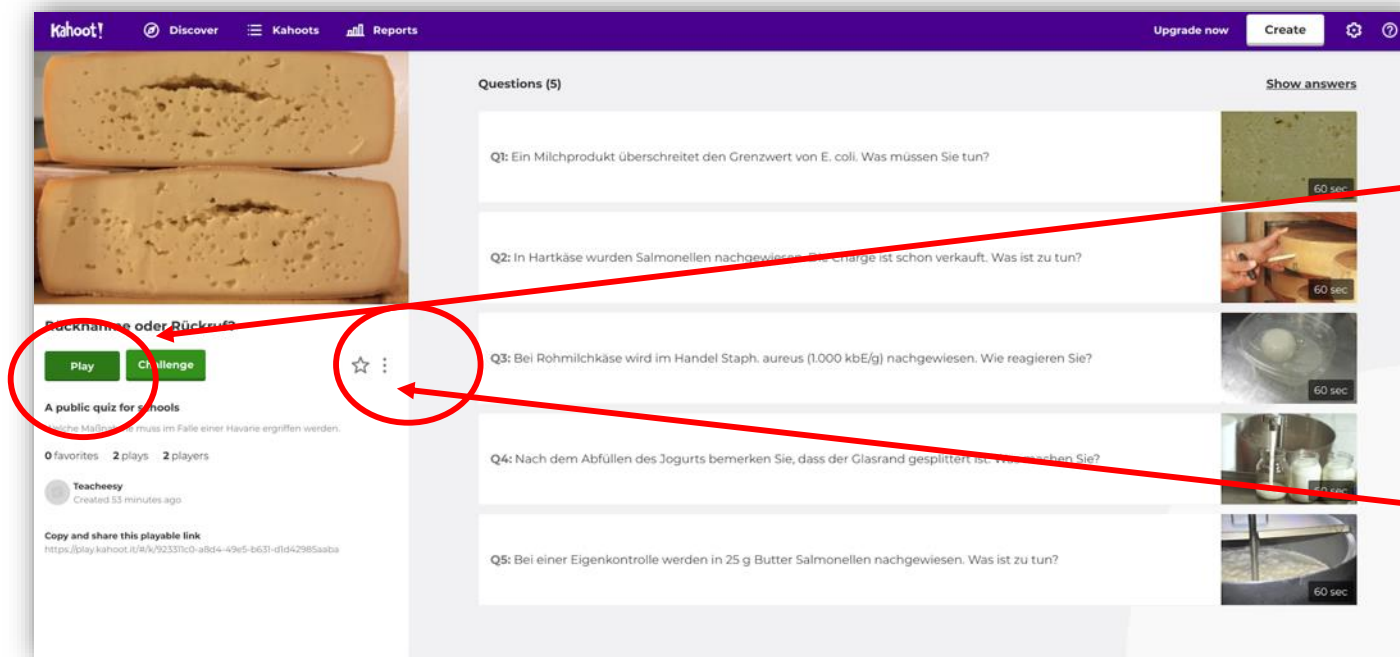 Kahoot!
Discover
Kahoots
Reports
Upgrade now
Create
Questions (5)
Show answers
Q1: Ein Milchprodukt überschreitet den Grenzwert von E. coli. Was müssen Sie tun?
60 sec
Q2: In Hartkäse wurden Salmonellen nachgewiesen. Die Charge ist schon verkauft. Was ist zu tun?
60 sec
Q3: Bei Rohmilchkäse wird im Handel Staph. aureus (1.000 kbE/g) nachgewiesen. Wie reagieren Sie?
60 sec
Q4: Nach dem Abfüllen des Jogurts bemerken Sie, dass der Glasrand gesplittert ist. Was machen Sie?
60 sec
Q5: Bei einer Eigenkontrolle werden in 25 g Butter Salmonellen nachgewiesen. Was ist zu tun?
60 sec
Rücknahme oder Rückruf?
Play
Challenge
A public quiz for schools
Welche Maßnahme muss im Falle einer Havarie ergriffen werden.
0 favorites 2 plays 2 players
Teacheesy
Created 53 minutes ago
Copy and share this playable link
https://play.kahoot.it/#/k/923311c0-a8d4-49e5-b631-d1d42985aaba